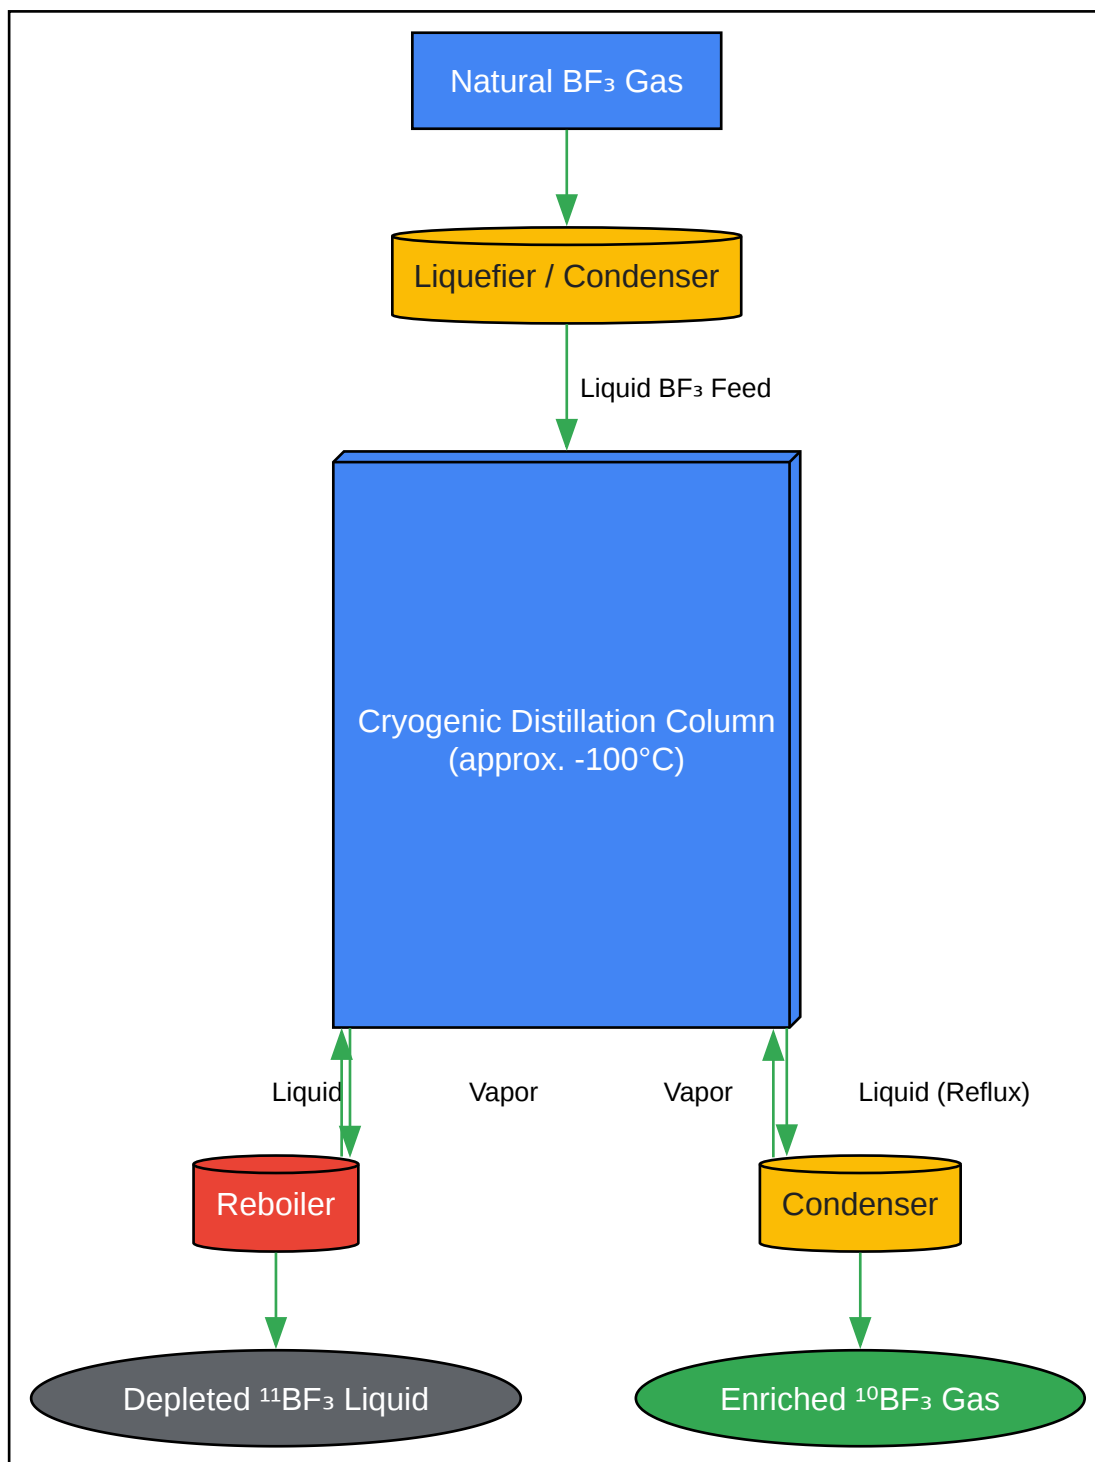 Natural BF₃ Gas
Liquefier / Condenser
Liquid BF₃ Feed
Cryogenic Distillation Column
(approx. -100°C)
Liquid
Vapor
Vapor
Liquid (Reflux)
Reboiler
Condenser
Depleted ¹¹BF₃ Liquid
Enriched ¹⁰BF₃ Gas